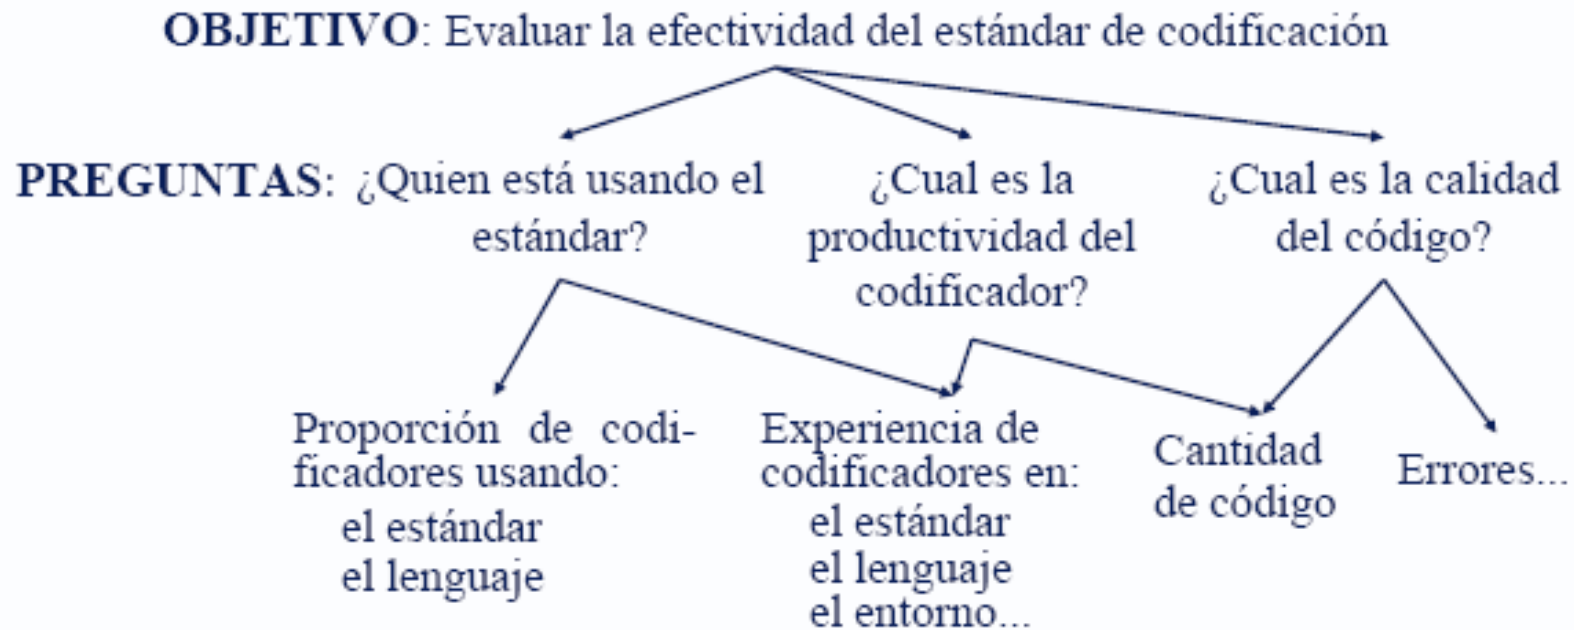 OBJETIVO: Evaluar la efectividad del estándar de codificación
PREGUNTAS: ¿Quien está usando el
estándar?
¿Cual es la
productividad del
codificador?
¿Cual es la calidad
del código?
Proporción de codi-
ficadores usando:
el estándar
el lenguaje
Experiencia de
codificadores en:
el estándar
el lenguaje
el entorno...
Cantidad
de código
Errores...